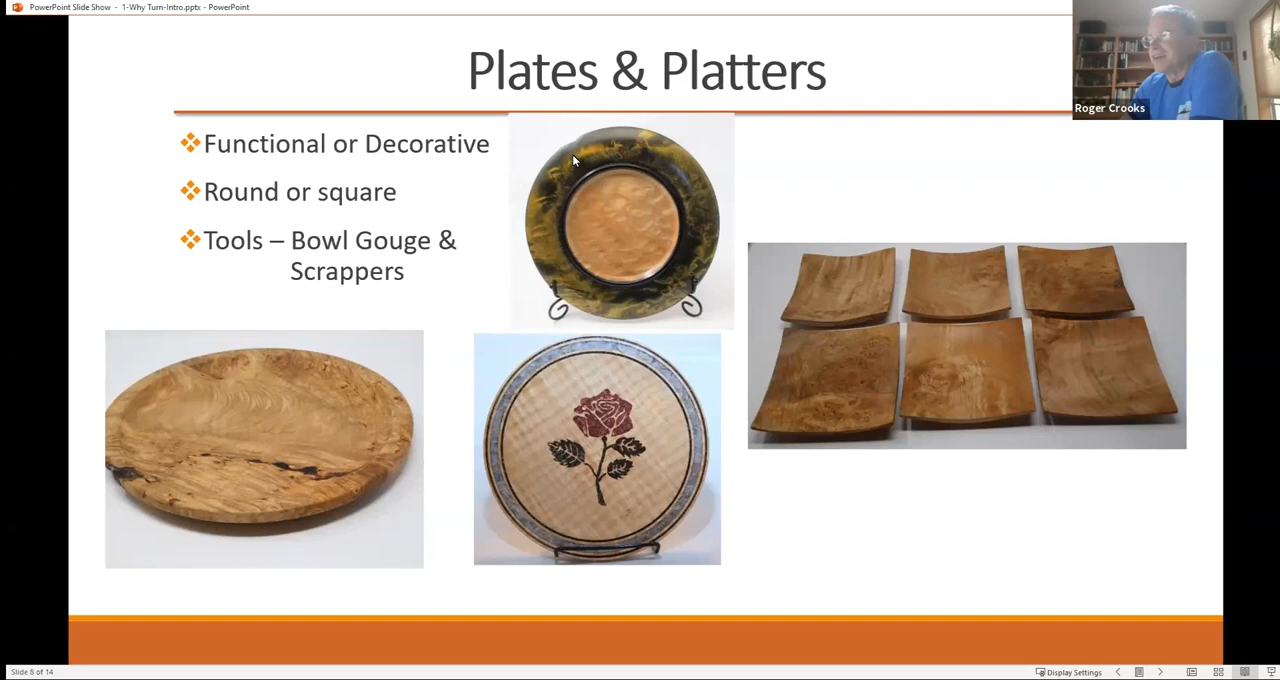 PowerPoint Slide Show - 1-Why Turn-Intro.pptx - PowerPoint
Plates & Platters
Roger Crooks
Functional or Decorative
Round or square
Tools – Bowl Gouge &
Scrappers
Slide 8 of 14
Display Settings